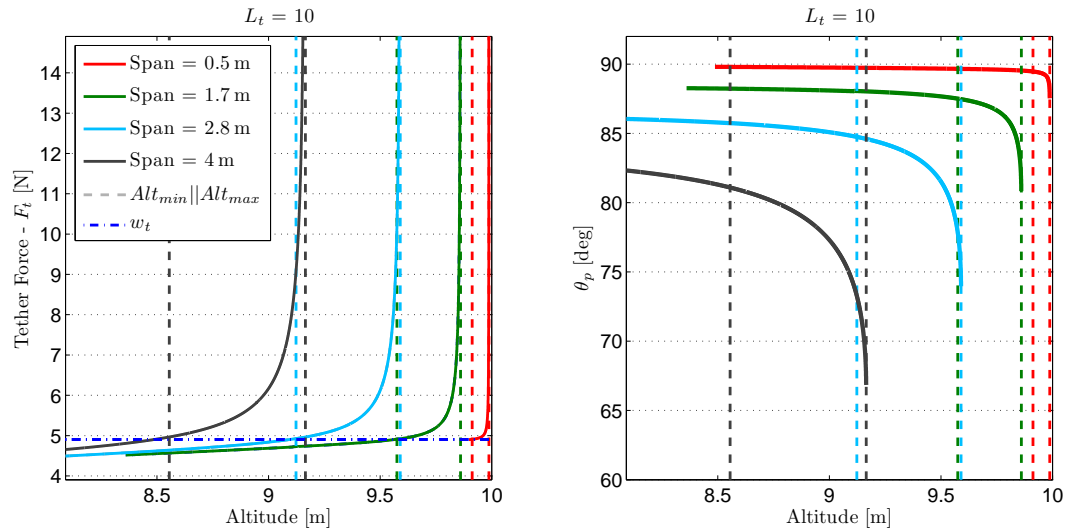 L_t = 10
Tether Force - F_t [N]
14
13
12
11
10
9
8
7
6
5
4
Span = 0.5 m
Span = 1.7 m
Span = 2.8 m
Span = 4 m
Alt_min||Alt_max
w_t
8.5
9
9.5
10
Altitude [m]
L_t = 10
θ_p [deg]
90
85
80
75
70
65
60
8.5
9
9.5
10
Altitude [m]